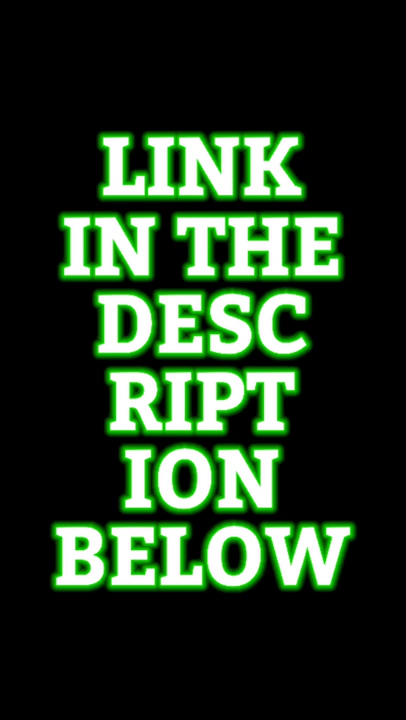 LINK
IN THE
DESC
RIPT
ION
BELOW